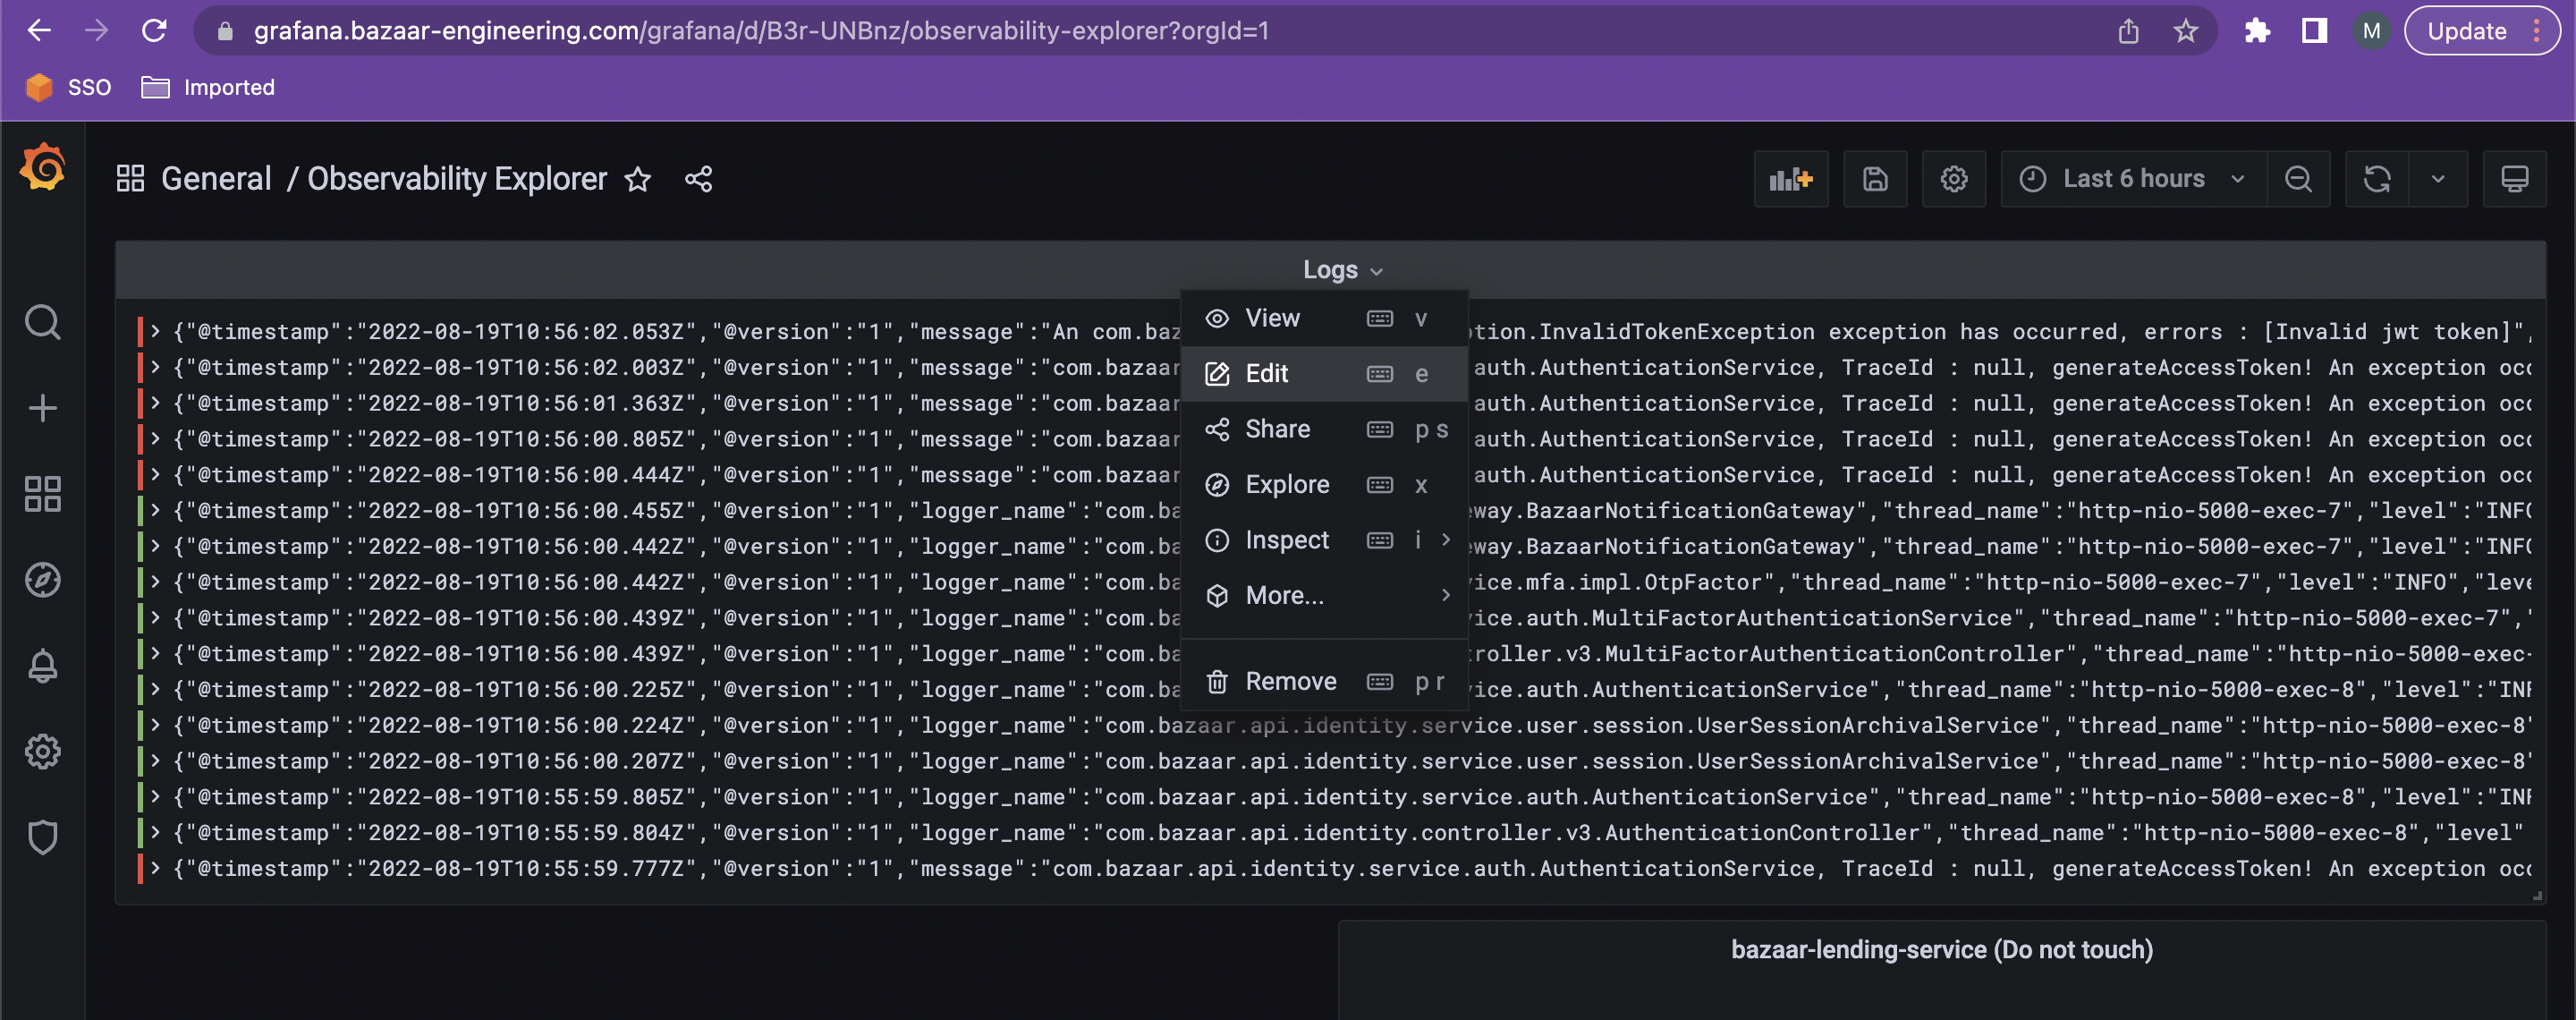 grafana.bazaar-engineering.com/grafana/d/B3r-UNBnz/observability-explorer?orgId=1
M
Update
SSO
Imported
General / Observability Explorer
Last 6 hours
Logs
{"@timestamp":"2022-08-19T10:56:02.053Z","@version":"1","message":"An com.baz
tion.InvalidTokenException exception has occurred, errors : [Invalid jwt token]",
{"@timestamp":"2022-08-19T10:56:02.003Z","@version":"1","message":"com.bazaar
auth.AuthenticationService, TraceId : null, generateAccessToken! An exception occ
{"@timestamp":"2022-08-19T10:56:01.363Z","@version":"1","message":"com.bazaar
auth.AuthenticationService, TraceId : null, generateAccessToken! An exception occ
{"@timestamp":"2022-08-19T10:56:00.805Z","@version":"1","message":"com.bazaar
auth.AuthenticationService, TraceId : null, generateAccessToken! An exception occ
{"@timestamp":"2022-08-19T10:56:00.444Z","@version":"1","message":"com.bazaar
auth.AuthenticationService, TraceId : null, generateAccessToken! An exception occ
{"@timestamp":"2022-08-19T10:56:00.455Z","@version":"1","logger_name":"com.ba
way.BazaarNotificationGateway","thread_name":"http-nio-5000-exec-7","level":"INFO
{"@timestamp":"2022-08-19T10:56:00.442Z","@version":"1","logger_name":"com.ba
way.BazaarNotificationGateway","thread_name":"http-nio-5000-exec-7","level":"INFO
{"@timestamp":"2022-08-19T10:56:00.442Z","@version":"1","logger_name":"com.ba
vice.mfa.impl.OtpFactor","thread_name":"http-nio-5000-exec-7","level":"INFO","leve
{"@timestamp":"2022-08-19T10:56:00.439Z","@version":"1","logger_name":"com.ba
vice.auth.MultiFactorAuthenticationService","thread_name":"http-nio-5000-exec-7","
{"@timestamp":"2022-08-19T10:56:00.439Z","@version":"1","logger_name":"com.ba
troller.v3.MultiFactorAuthenticationController","thread_name":"http-nio-5000-exec-
{"@timestamp":"2022-08-19T10:56:00.225Z","@version":"1","logger_name":"com.ba
vice.auth.AuthenticationService","thread_name":"http-nio-5000-exec-8","level":"INF
{"@timestamp":"2022-08-19T10:56:00.224Z","@version":"1","logger_name":"com.bazaar.api.identity.service.user.session.UserSessionArchivalService","thread_name":"http-nio-5000-exec-8"
{"@timestamp":"2022-08-19T10:56:00.207Z","@version":"1","logger_name":"com.bazaar.api.identity.service.user.session.UserSessionArchivalService","thread_name":"http-nio-5000-exec-8"
{"@timestamp":"2022-08-19T10:55:59.805Z","@version":"1","logger_name":"com.bazaar.api.identity.service.auth.AuthenticationService","thread_name":"http-nio-5000-exec-8","level":"INF
{"@timestamp":"2022-08-19T10:55:59.804Z","@version":"1","logger_name":"com.bazaar.api.identity.controller.v3.AuthenticationController","thread_name":"http-nio-5000-exec-8","level"
{"@timestamp":"2022-08-19T10:55:59.777Z","@version":"1","message":"com.bazaar.api.identity.service.auth.AuthenticationService, TraceId : null, generateAccessToken! An exception occ
View v
Edit e
Share p s
Explore x
Inspect i
More...
Remove p r
bazaar-lending-service (Do not touch)